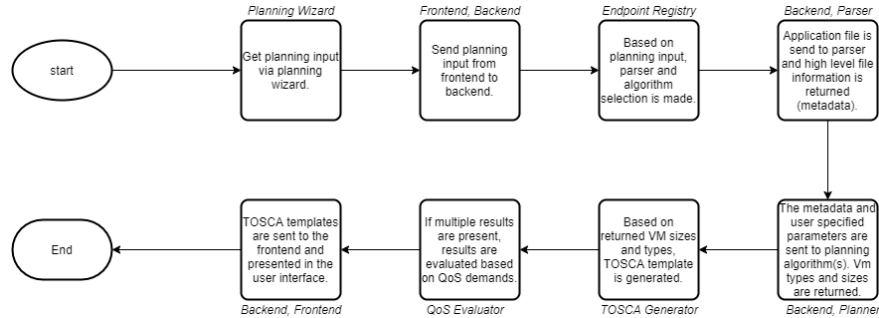 Planning Wizard
Frontend, Backend
Endpoint Registry
Backend, Parser
start
Get planning input
via planning
wizard.
Send planning
input from
frontend to
backend.
Based on
planning input,
parser and
algorithm
selection is made.
Application file is
send to parser
and high level file
information is
returned
(metadata).
The metadata and
user specified
parameters are
sent to planning
algorithm(s). Vm
types and sizes
are returned.
Backend, Planner
Based on
returned VM sizes
and types,
TOSCA template
is generated.
TOSCA Generator
If multiple results
are present,
results are
evaluated based
on QoS demands.
QoS Evaluator
TOSCA templates
are sent to the
frontend and
presented in the
user interface.
Backend, Frontend
End